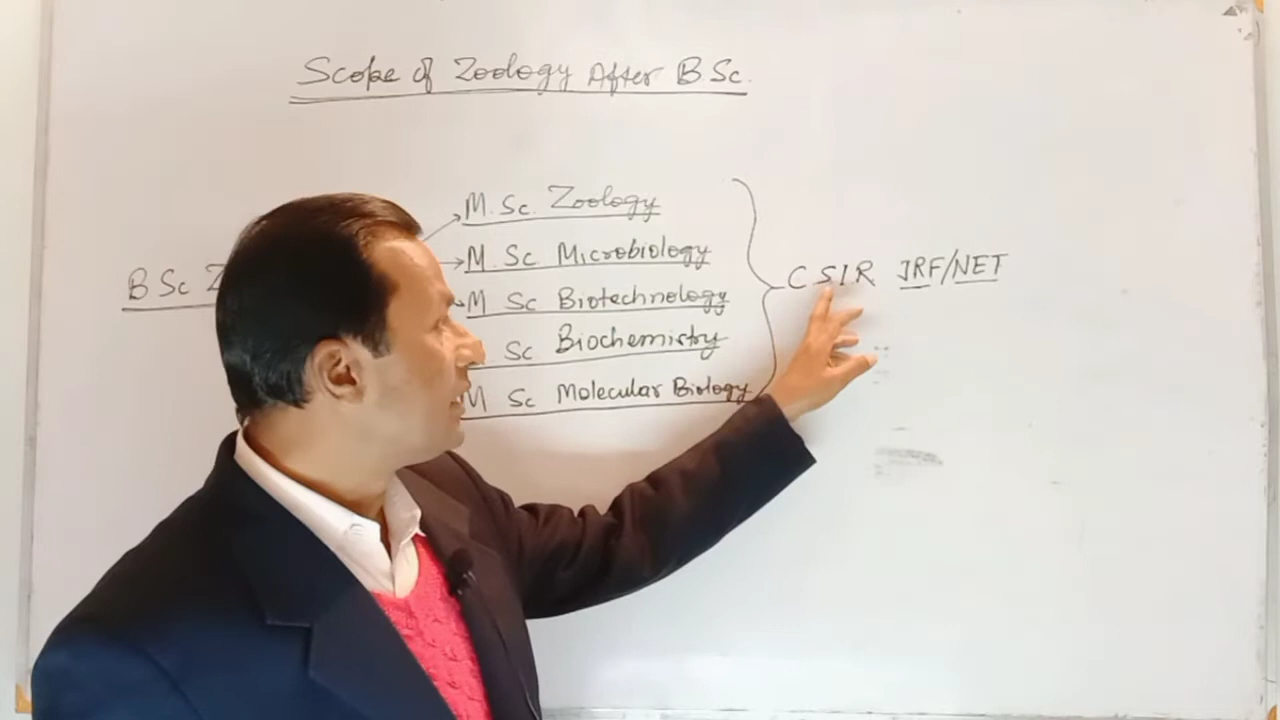 Scope of Zoology After B Sc.
B Sc
M. Sc. Zoology
M Sc Microbiology
M Sc Biotechnology
Sc Biochemistry
M Sc Molecular Biology
CSIR JRF/NET